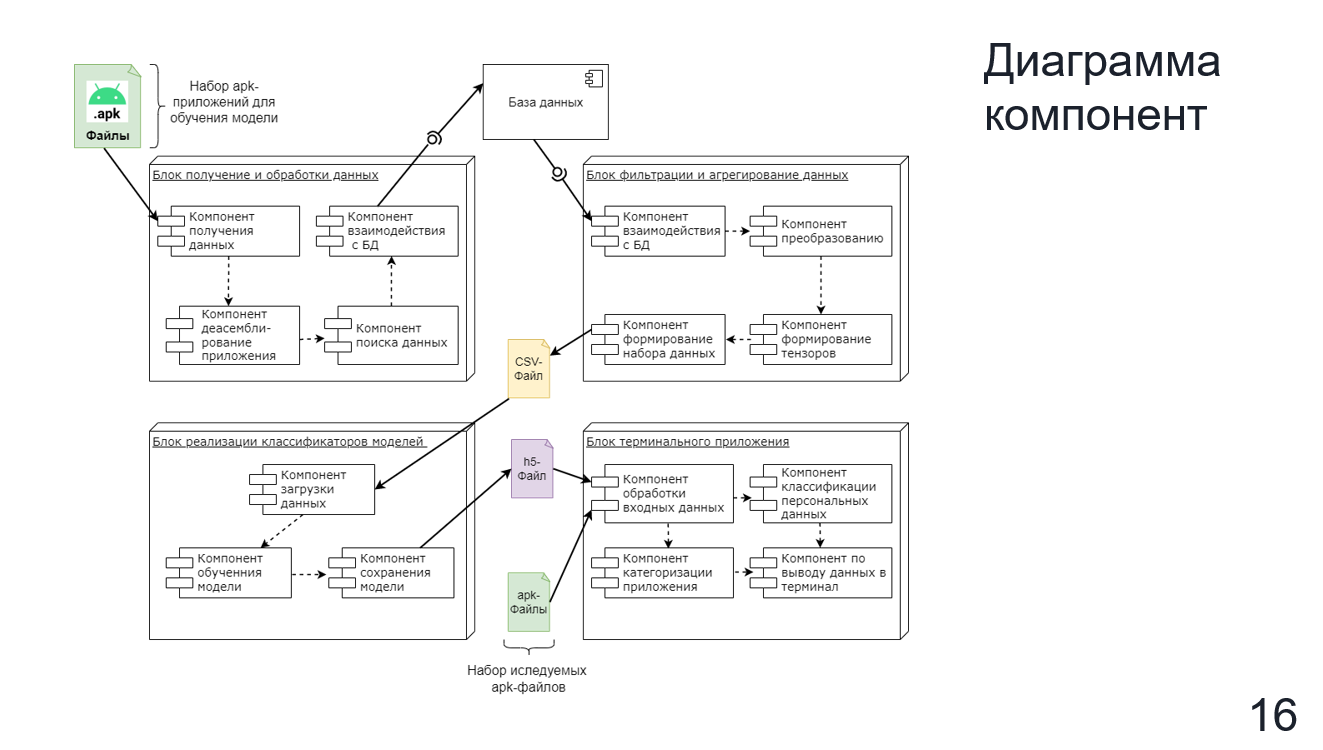 Диаграмма
компонент
.apk
Файлы
Набор apk-
приложений для
обучения модели
База данных
Блок получение и обработки данных
Компонент
получения
данных
Компонент
взаимодействия
с БД
Компонент
деасембли-
рование
приложения
Компонент
поиска данных
Блок фильтрации и агрегирование данных
Компонент
взаимодействия
с БД
Компонент
преобразованию
Компонент
формирование
набора данных
Компонент
формирование
тензоров
CSV-
Файл
Блок реализации классификаторов моделей
Компонент
загрузки
данных
Компонент
обученния
модели
Компонент
сохранения
модели
h5-
Файл
apk-
Файлы
Набор иследуемых
apk-файлов
Блок терминального приложения
Компонент
обработки
входных данных
Компонент
классификации
персональных
данных
Компонент
категоризации
приложения
Компонент по
выводу данных в
терминал
16